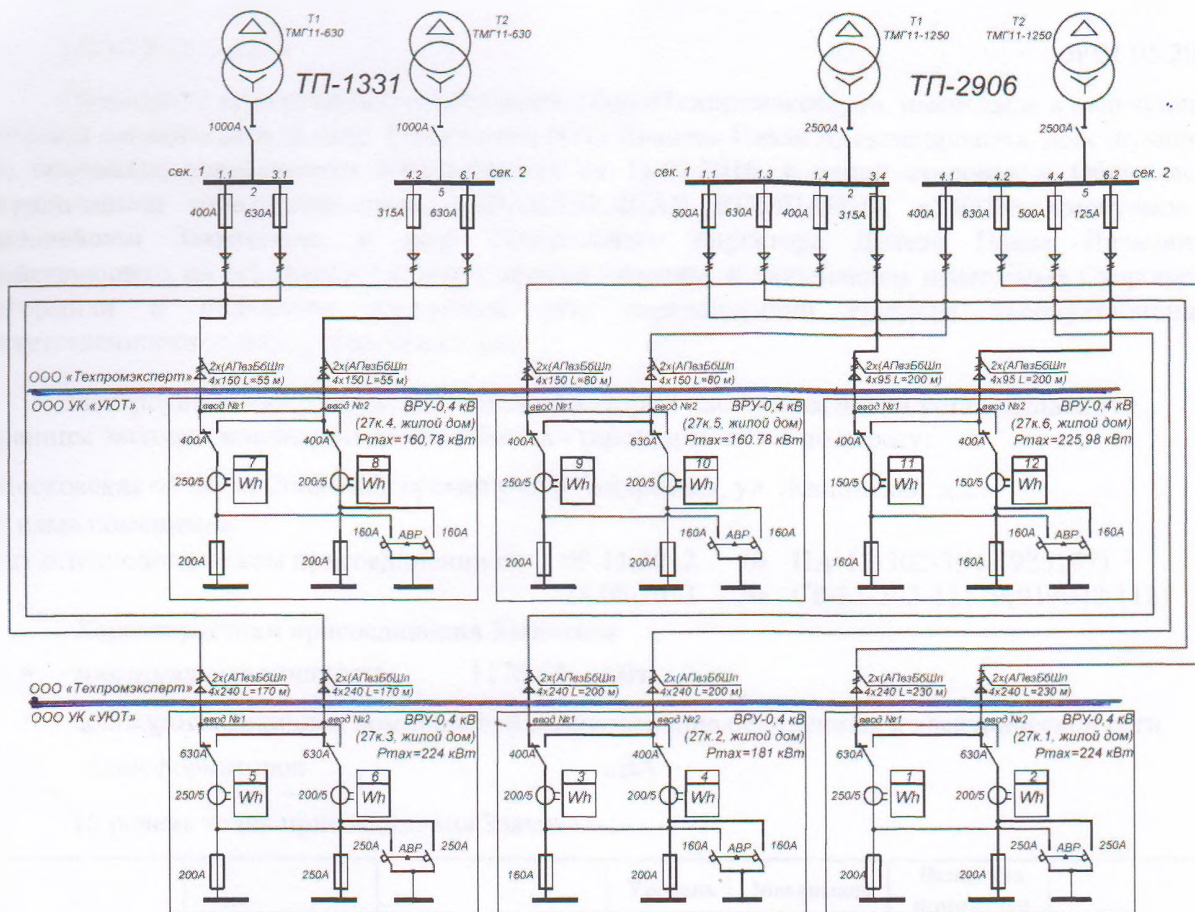 Т1
ТМГ11-630
Т2
ТМГ11-630
ТП-1331
1000А
1000А
Т1
ТМГ11-1250
Т2
ТМГ11-1250
ТП-2906
2500А
2500А
сек. 1 1.1 3.1 4.2 6.1 сек. 2
2 5
400А 630А 315А 630А
сек. 1 1.1 1.3 1.4 3.4 4.1 4.2 4.4 6.2 сек. 2
2 5
500А 630А 400А 315А 400А 630А 500А 125А
ООО «Техпромэксперт»
ООО УК «УЮТ»
2х(АПвзБбШп
4х150 L=55 м)
2х(АПвзБбШп
4х150 L=55 м)
2х(АПвзБбШп
4х150 L=80 м)
2х(АПвзБбШп
4х150 L=80 м)
2х(АПвзБбШп
4х95 L=200 м)
2х(АПвзБбШп
4х95 L=200 м)
ввод №1 ввод №2 ВРУ-0,4 кВ
(27к.4, жилой дом)
Pmax=160,78 кВт
400А 400А
250/5 7 Wh 200/5 8 Wh
160А АВР 160А
200А 200А
ввод №1 ввод №2 ВРУ-0,4 кВ
(27к.5, жилой дом)
Pmax=160.78 кВт
400А 630А
250/5 9 Wh 200/5 10 Wh
160А АВР 160А
200А 200А
ввод №1 ввод №2 ВРУ-0,4 кВ
(27к.6, жилой дом)
Pmax=225,98 кВт
400А 400А
150/5 11 Wh 150/5 12 Wh
160А АВР 160А
200А 200А
ООО «Техпромэксперт»
ООО УК «УЮТ»
2х(АПвзБбШп
4х240 L=170 м)
2х(АПвзБбШп
4х240 L=170 м)
2х(АПвзБбШп
4х240 L=200 м)
2х(АПвзБбШп
4х240 L=200 м)
2х(АПвзБбШп
4х240 L=230 м)
2х(АПвзБбШп
4х240 L=230 м)
ввод №1 ввод №2 ВРУ-0,4 кВ
(27к.3, жилой дом)
Pmax=224 кВт
630А 630А
250/5 5 Wh 200/5 6 Wh
250А АВР 250А
200А 200А
ввод №1 ввод №2 ВРУ-0,4 кВ
(27к.2, жилой дом)
Pmax=181 кВт
400А 400А
200/5 3 Wh 200/5 4 Wh
160А АВР 160А
160А 200А
ввод №1 ввод №2 ВРУ-0,4 кВ
(27к.1, жилой дом)
Pmax=224 кВт
630А 630А
250/5 1 Wh 200/5 2 Wh
250А АВР 250А
200А 200А